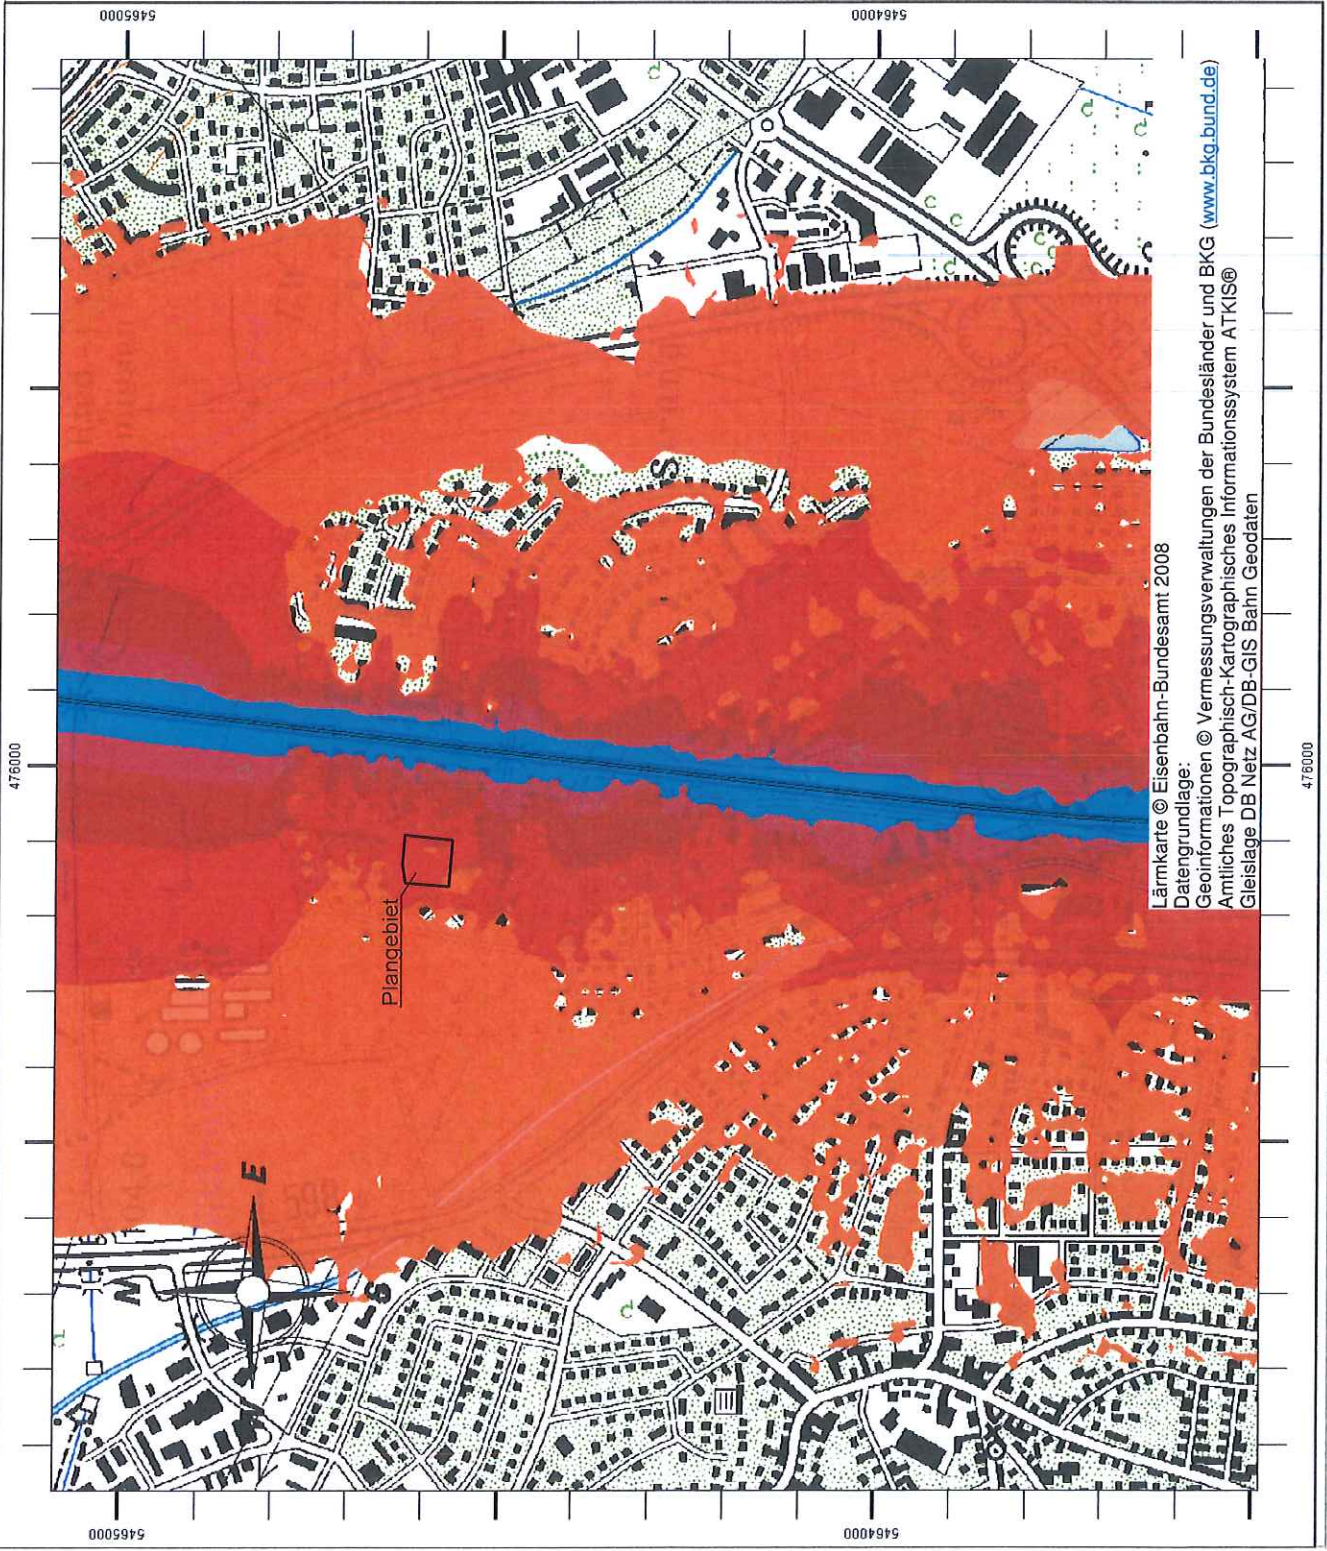 5465000
5464000
476000
Plangebiet
N
E
S
S
Lärmkarte © Eisenbahn-Bundesamt 2008
Datengrundlage:
Geoinformationen © Vermessungsverwaltungen der Bundesländer und BKG (www.bkg.bund.de)
Amtliches Topographisch-Kartographisches Informationssystem ATKIS®
Gleislage DB Netz AG/DB-GIS Bahn Geodaten
476000
5465000
5464000